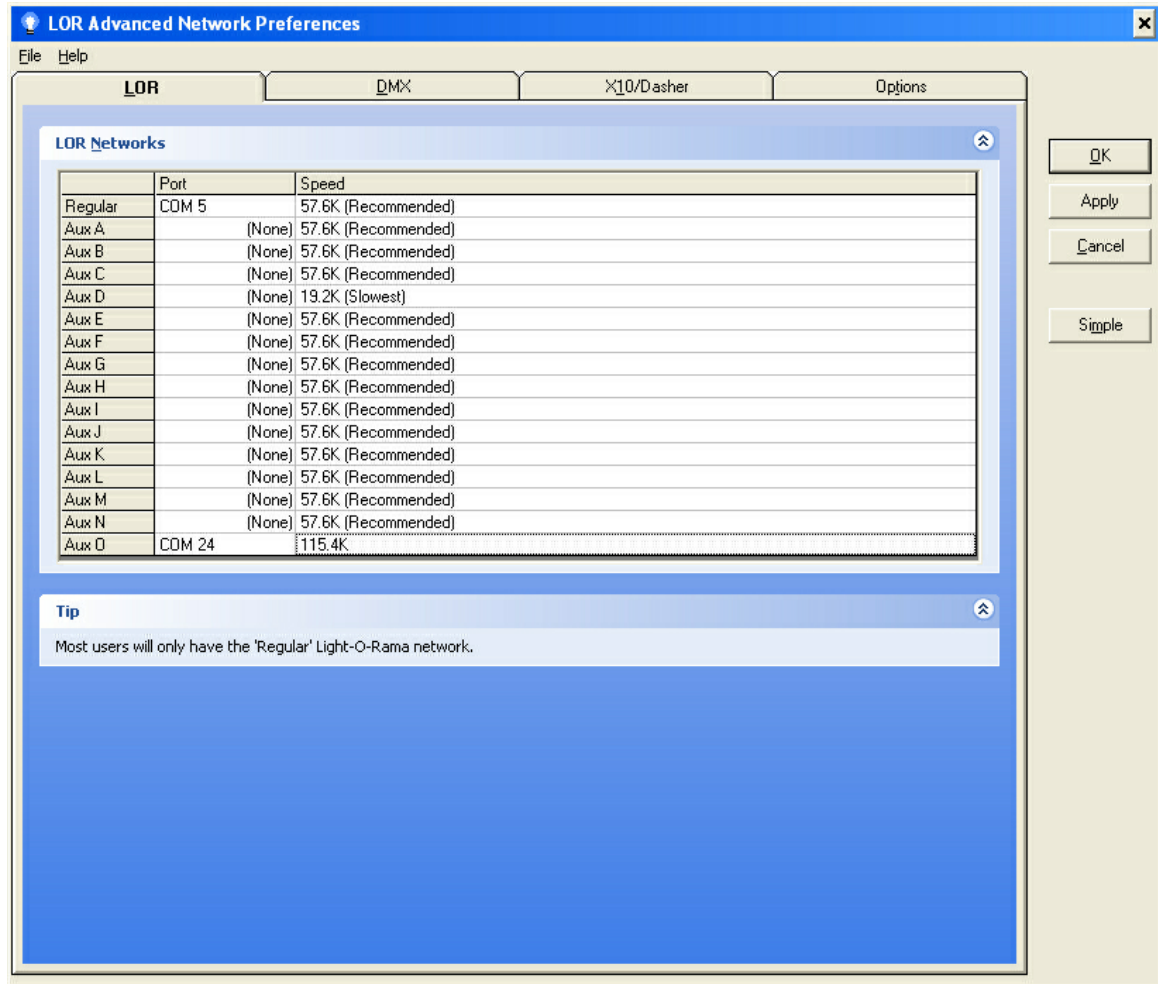 LOR Advanced Network Preferences
File Help
LOR DMX X10/Dasher Options
LOR Networks
Port Speed
Regular COM 5 57.6K (Recommended)
Aux A (None) 57.6K (Recommended)
Aux B (None) 57.6K (Recommended)
Aux C (None) 57.6K (Recommended)
Aux D (None) 19.2K (Slowest)
Aux E (None) 57.6K (Recommended)
Aux F (None) 57.6K (Recommended)
Aux G (None) 57.6K (Recommended)
Aux H (None) 57.6K (Recommended)
Aux I (None) 57.6K (Recommended)
Aux J (None) 57.6K (Recommended)
Aux K (None) 57.6K (Recommended)
Aux L (None) 57.6K (Recommended)
Aux M (None) 57.6K (Recommended)
Aux N (None) 57.6K (Recommended)
Aux O COM 24 115.4K
Tip
Most users will only have the 'Regular' Light-O-Rama network.
OK
Apply
Cancel
Simple